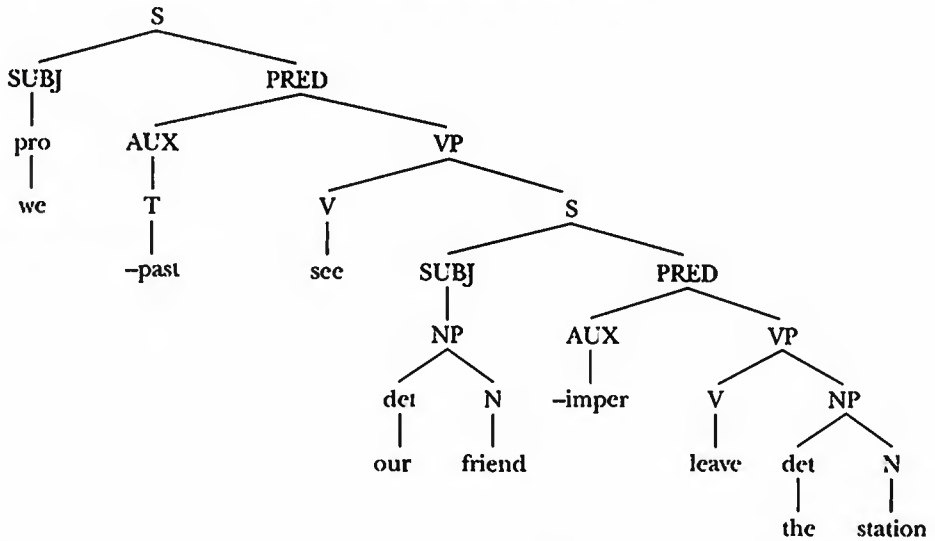 S
SUBJ PRED
pro AUX VP
we T V S
–past see SUBJ PRED
NP AUX VP
det N –imper V NP
our friend leave det N
the station